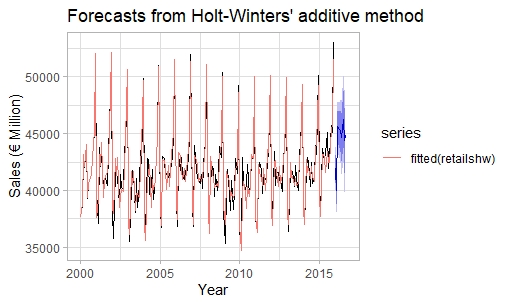 Forecasts from Holt-Winters' additive method
50000
45000
40000
35000
Sales (€ Million)
2000
2005
2010
2015
Year
series
fitted(retailshw)